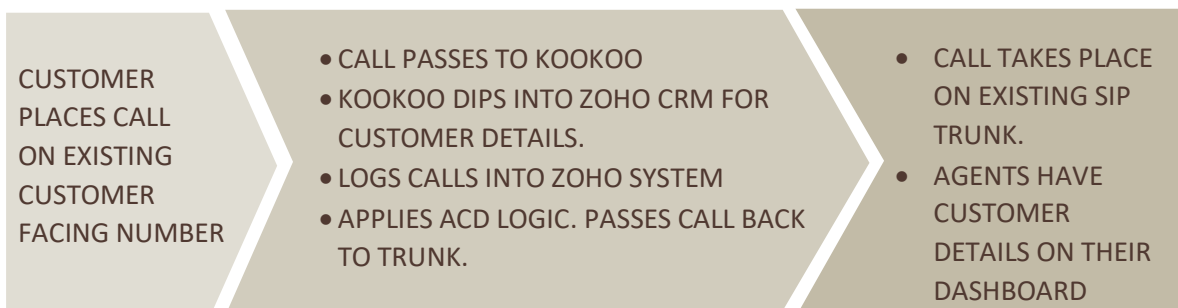 CUSTOMER
PLACES CALL
ON EXISTING
CUSTOMER
FACING NUMBER
• CALL PASSES TO KOOKOO
• KOOKOO DIPS INTO ZOHO CRM FOR
CUSTOMER DETAILS.
• LOGS CALLS INTO ZOHO SYSTEM
• APPLIES ACD LOGIC. PASSES CALL BACK
TO TRUNK.
• CALL TAKES PLACE
ON EXISTING SIP
TRUNK.
• AGENTS HAVE
CUSTOMER
DETAILS ON THEIR
DASHBOARD